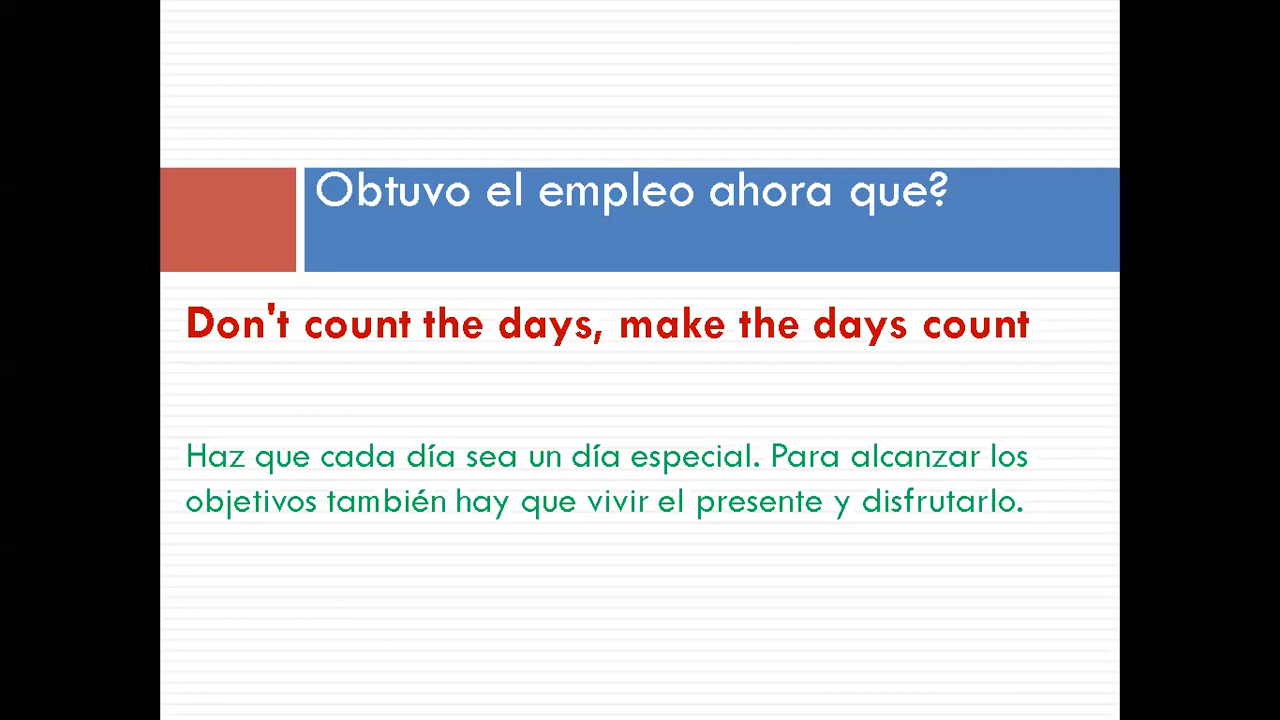 Obtuvo el empleo ahora que?
Don't count the days, make the days count
Haz que cada día sea un día especial. Para alcanzar los
objetivos también hay que vivir el presente y disfrutarlo.